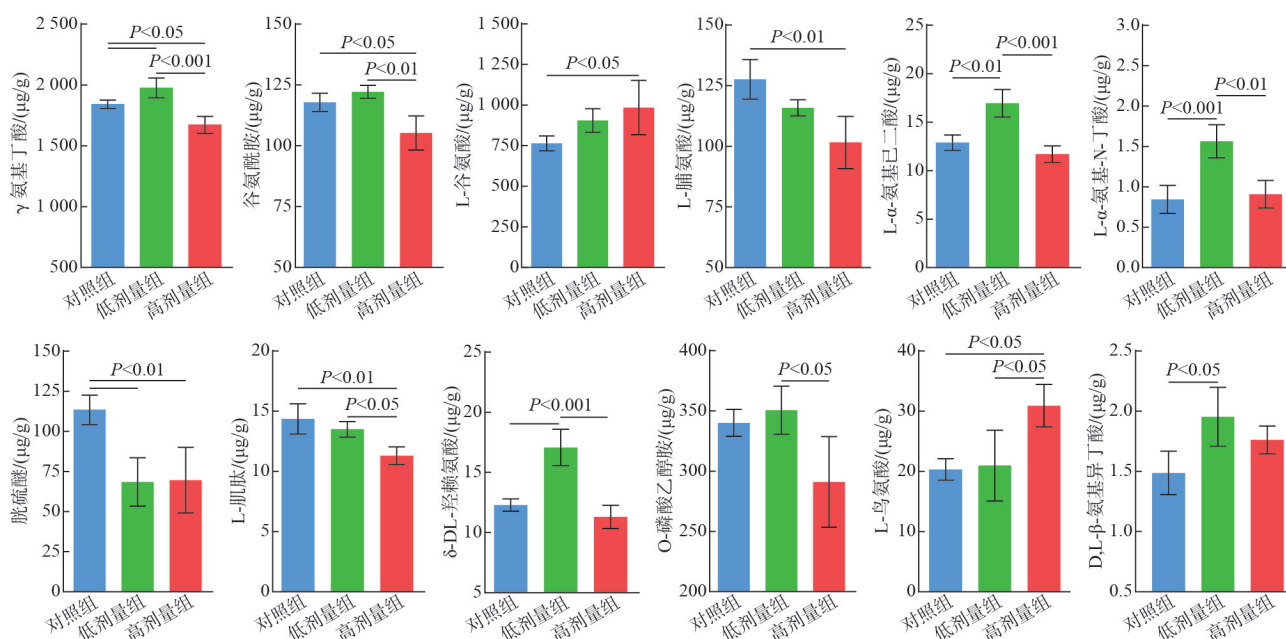 γ 氨基丁酸/(μg/g)
2 500
2 000
1 500
1 000
500
P<0.05
P<0.001
对照组
低剂量组
高剂量组
谷氨酰胺/(μg/g)
150
100
50
P<0.05
P<0.01
对照组
低剂量组
高剂量组
L-谷氨酸/(μg/g)
1 500
1 250
1 000
750
500
250
0
P<0.05
对照组
低剂量组
高剂量组
L-脯氨酸/(μg/g)
150
125
100
75
50
P<0.01
对照组
低剂量组
高剂量组
L-α-氨基已二酸/(μg/g)
25
20
15
10
5
0
P<0.001
P<0.01
对照组
低剂量组
高剂量组
L-α-氨基-N-丁酸/(μg/g)
3.0
2.5
2.0
1.5
1.0
0.5
0.0
P<0.01
P<0.001
对照组
低剂量组
高剂量组
胱硫醚/(μg/g)
150
125
100
75
50
25
0
P<0.01
对照组
低剂量组
高剂量组
L-肌肽/(μg/g)
20
15
10
5
0
P<0.01
P<0.05
对照组
低剂量组
高剂量组
δ-DL-羟赖氨酸/(μg/g)
25
20
15
10
5
P<0.001
对照组
低剂量组
高剂量组
O-磷酸乙醇胺/(μg/g)
400
350
300
250
200
P<0.05
对照组
低剂量组
高剂量组
L-鸟氨酸/(μg/g)
40
30
20
10
0
P<0.05
P<0.05
对照组
低剂量组
高剂量组
D,L-β-氨基异丁酸/(μg/g)
2.5
2.0
1.5
1.0
0.5
P<0.05
对照组
低剂量组
高剂量组